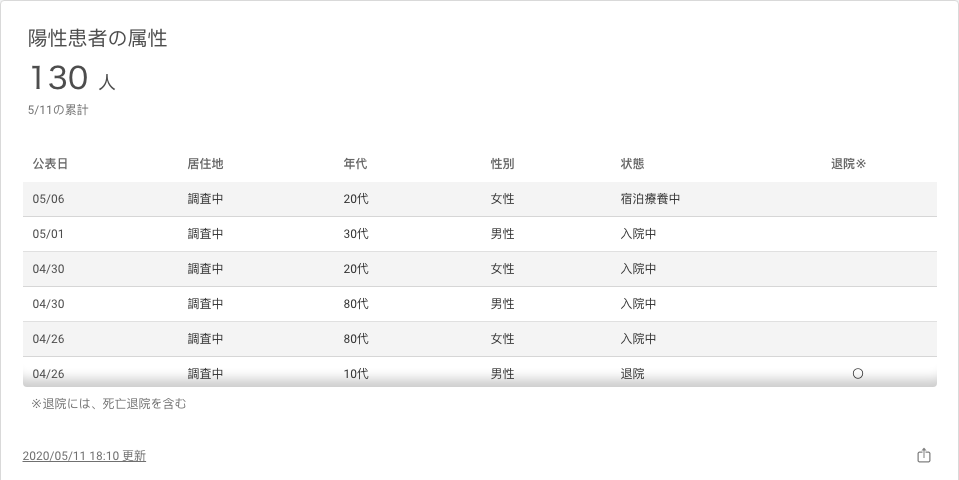 陽性患者の属性
130 人
5/11の累計
公表日 居住地 年代 性別 状態 退院※
05/06 調査中 20代 女性 宿泊療養中
05/01 調査中 30代 男性 入院中
04/30 調査中 20代 女性 入院中
04/30 調査中 80代 男性 入院中
04/26 調査中 80代 女性 入院中
04/26 調査中 10代 男性 退院 〇
※退院には、死亡退院を含む
2020/05/11 18:10 更新